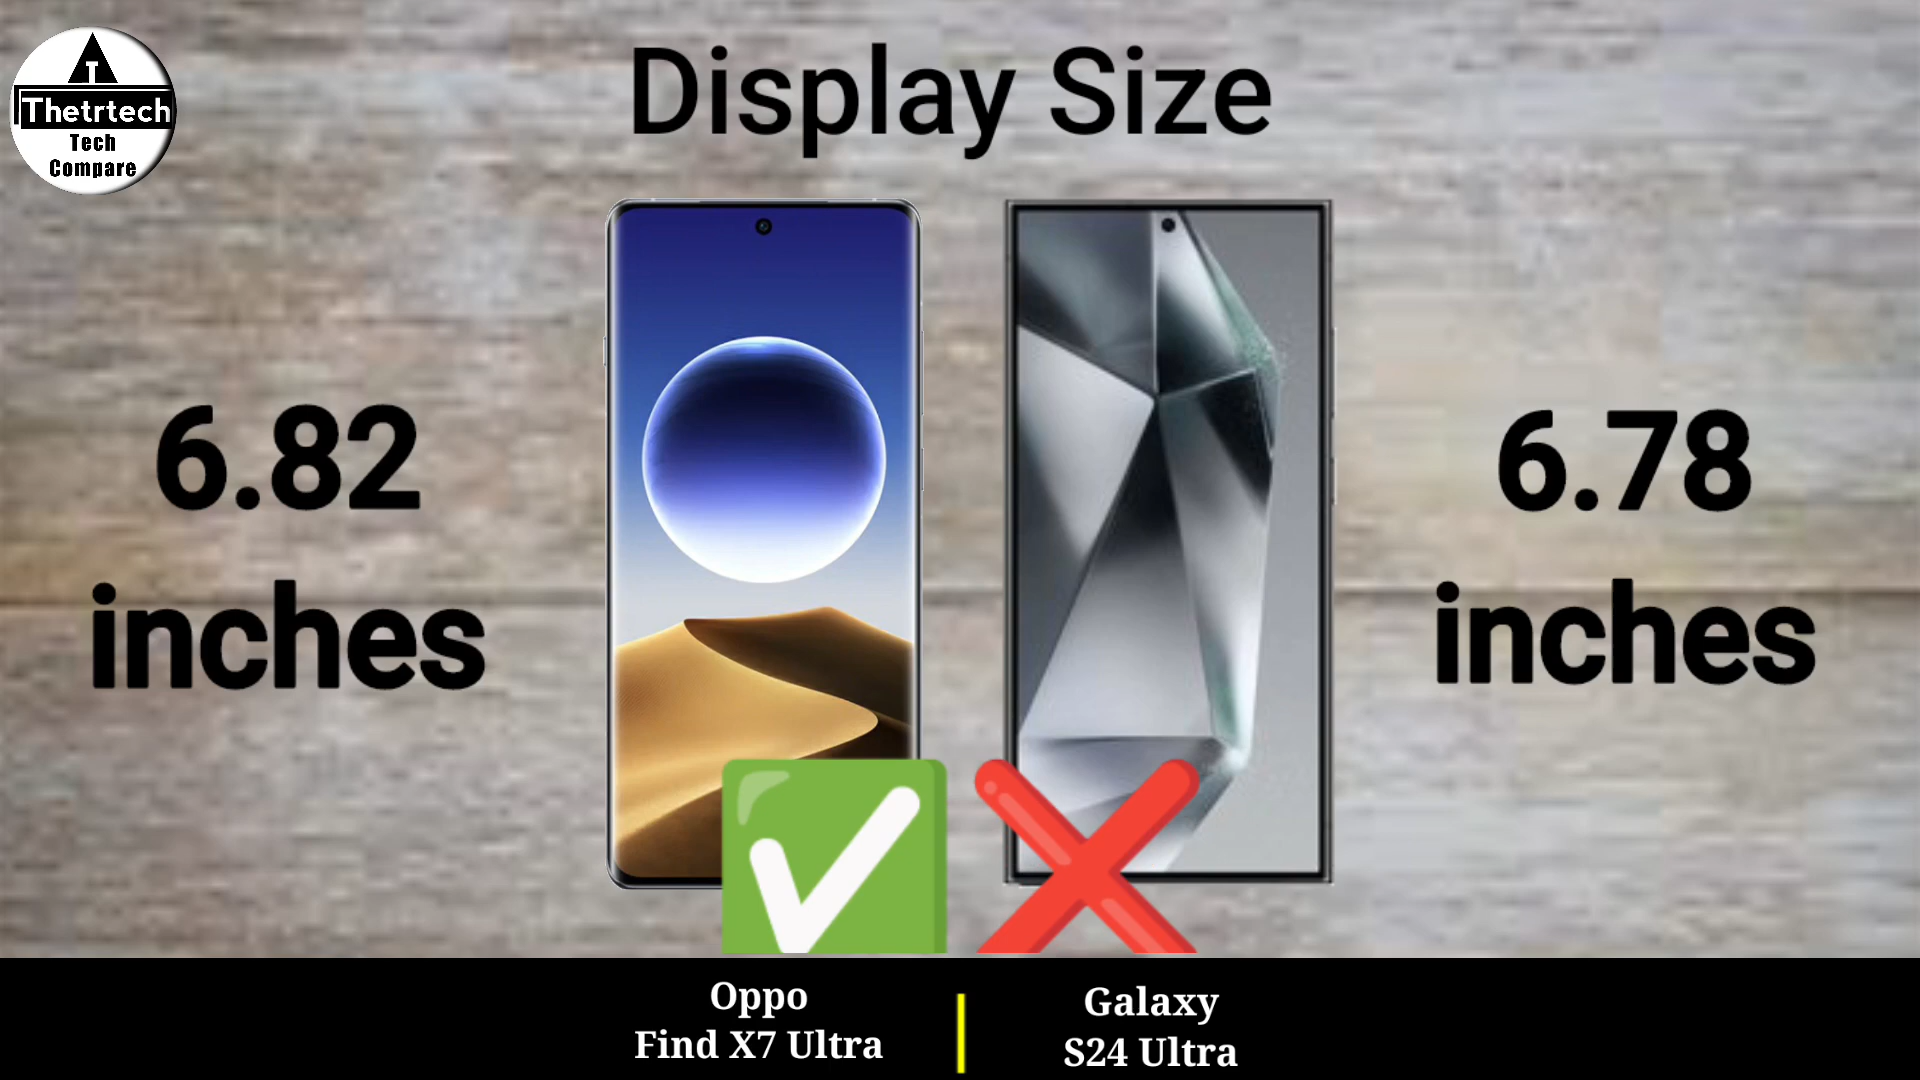 T
Thetrtech
Tech
Compare
Display Size
6.82
inches
6.78
inches
Oppo
Find X7 Ultra
Galaxy
S24 Ultra